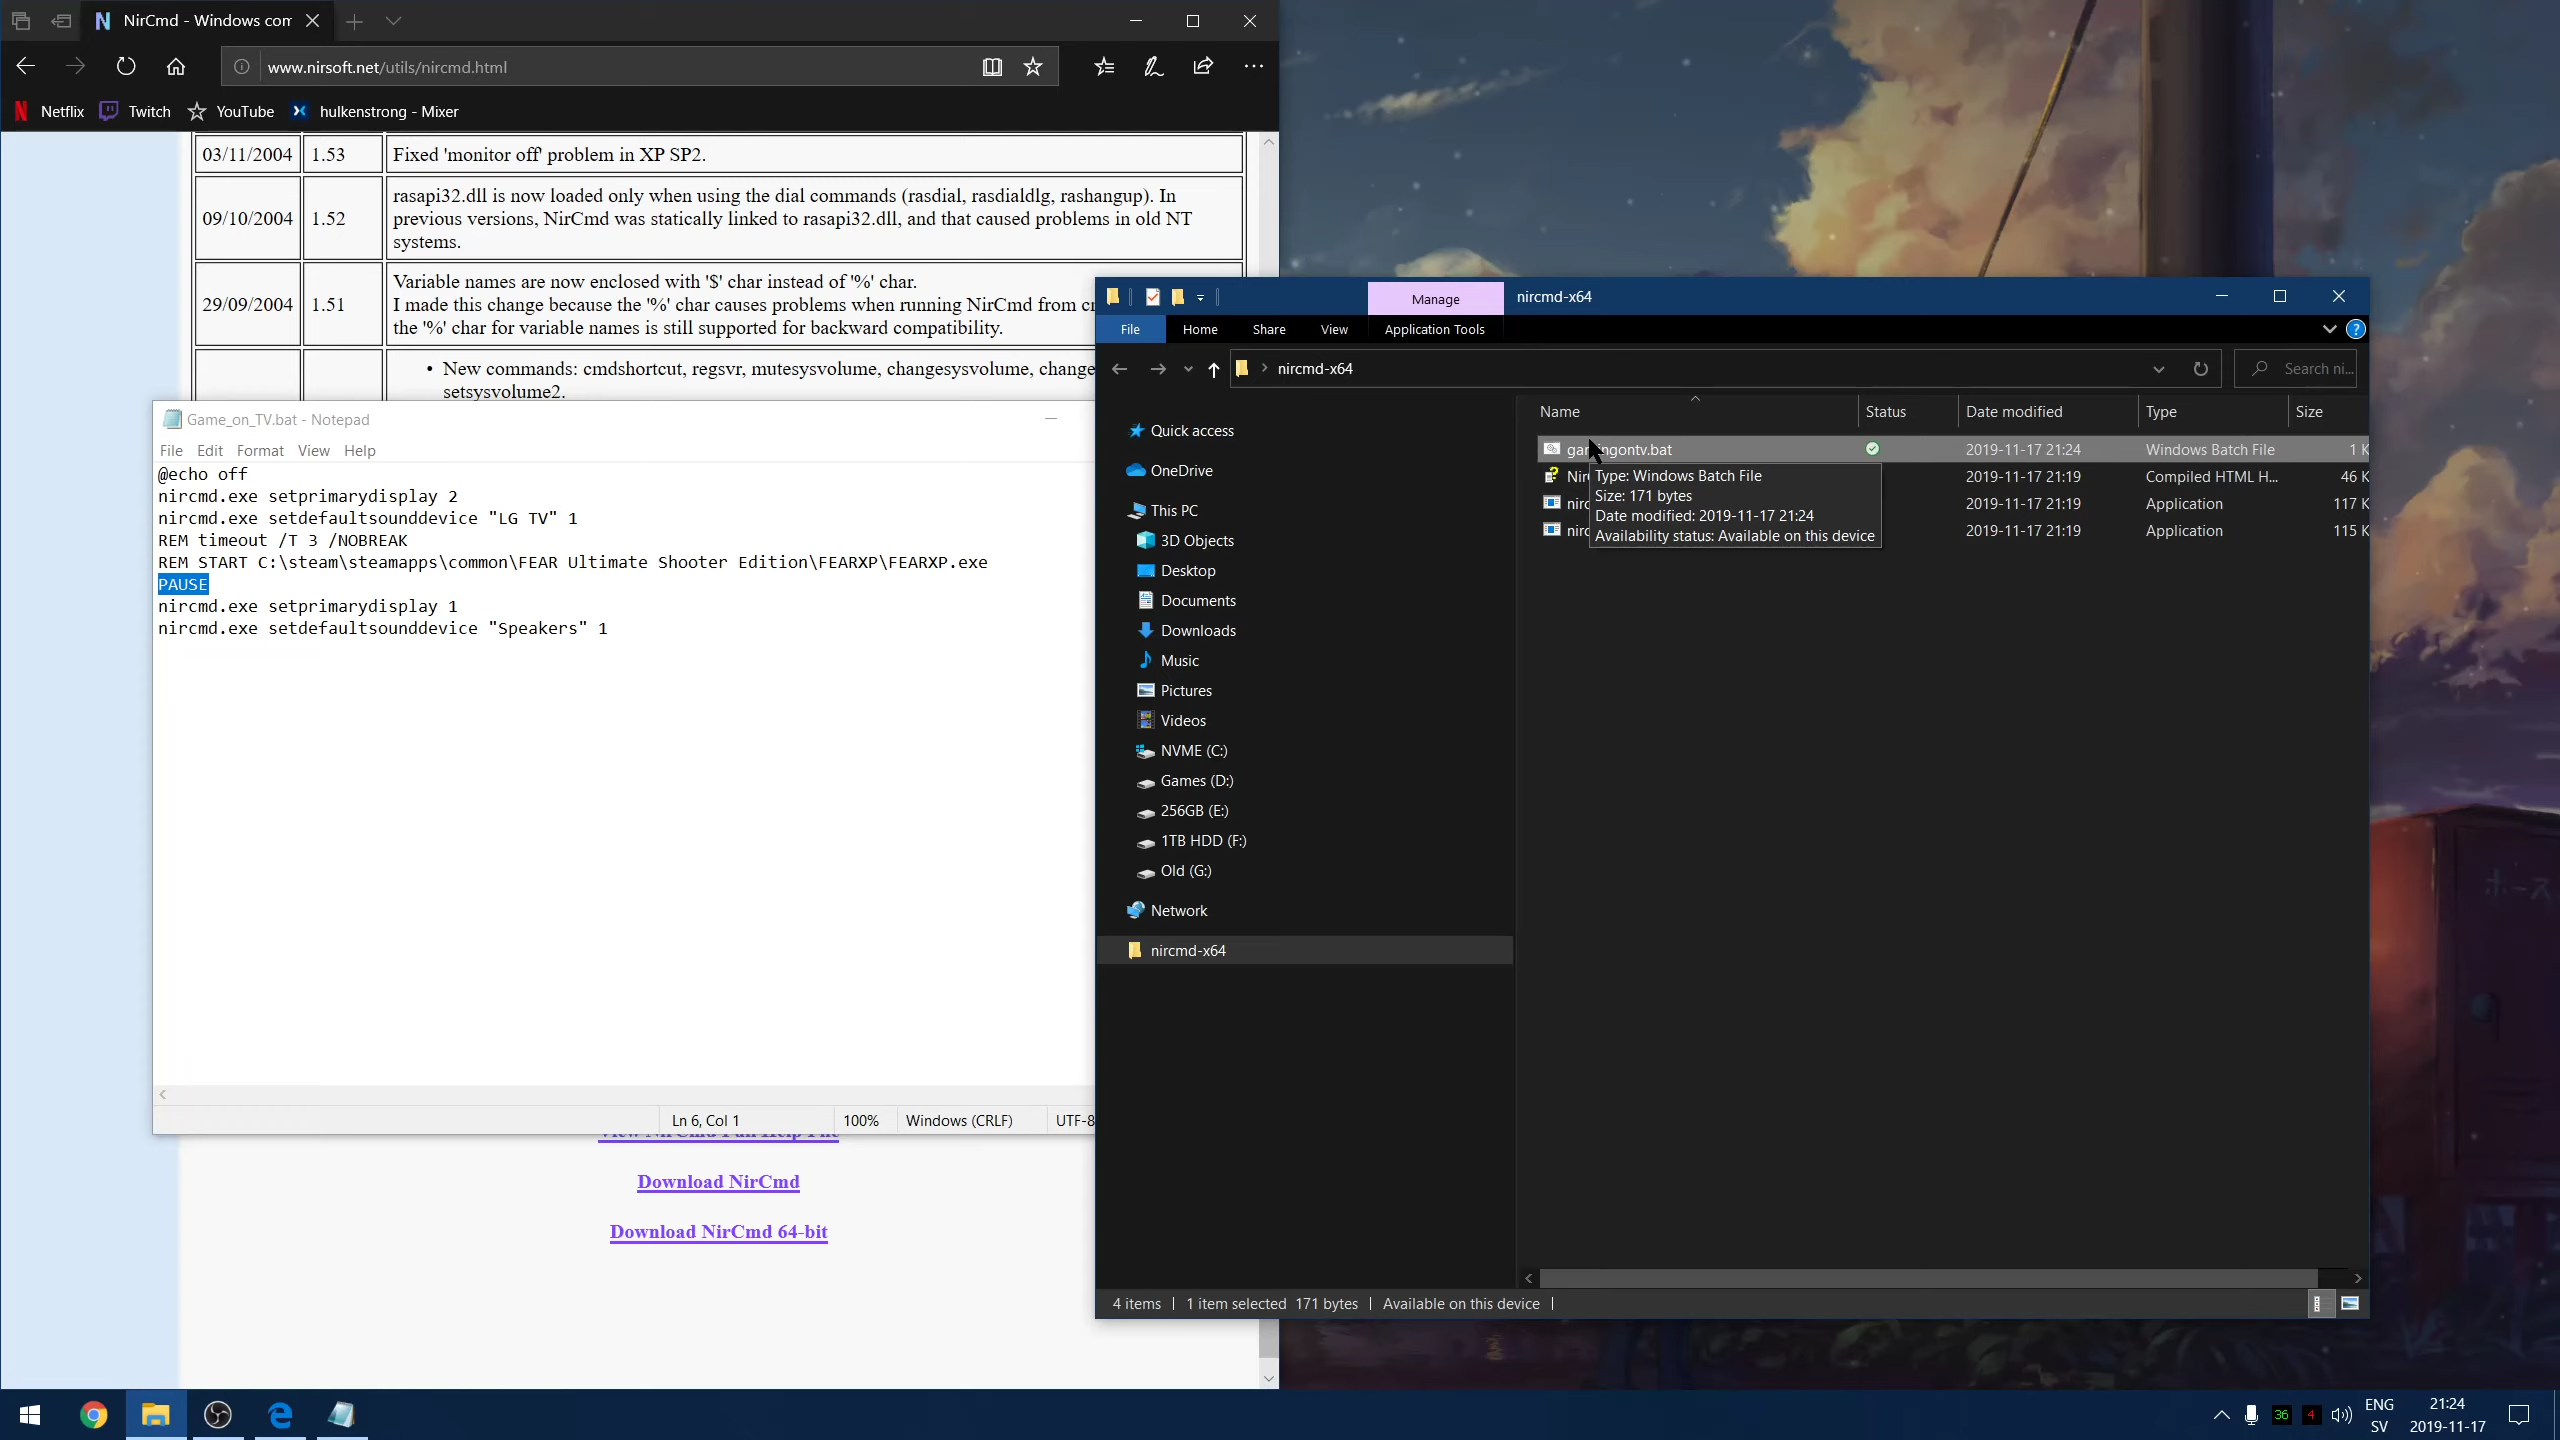 NirCmd - Windows com
www.nirsoft.net/utils/nircmd.html
Netflix
Twitch
YouTube
hulkenstrong - Mixer
03/11/2004
1.53
Fixed 'monitor off' problem in XP SP2.
09/10/2004
1.52
rasapi32.dll is now loaded only when using the dial commands (rasdial, rasdialdlg, rashangup). In
previous versions, NirCmd was statically linked to rasapi32.dll, and that caused problems in old NT
systems.
29/09/2004
1.51
Variable names are now enclosed with '$' char instead of '%' char.
I made this change because the '%' char causes problems when running NirCmd from
the '%' char for variable names is still supported for backward compatibility.
• New commands: cmdshortcut, regsvr, mutesysvolume, changesysvolume, change
setsysvolume2.
Game_on_TV.bat - Notepad
File Edit Format View Help
@echo off
nircmd.exe setprimarydisplay 2
nircmd.exe setdefaultsounddevice "LG TV" 1
REM timeout /T 3 /NOBREAK
REM START C:\steam\steamapps\common\FEAR Ultimate Shooter Edition\FEARXP\FEARXP.exe
PAUSE
nircmd.exe setprimarydisplay 1
nircmd.exe setdefaultsounddevice "Speakers" 1
Ln 6, Col 1
100%
Windows (CRLF)
UTF-8
Download NirCmd
Download NirCmd 64-bit
Manage
nircmd-x64
File
Home
Share
View
Application Tools
nircmd-x64
Search ni...
Name
Status
Date modified
Type
Size
2019-11-17 21:24
Windows Batch File
1 K
2019-11-17 21:19
Compiled HTML H...
46 K
2019-11-17 21:19
Application
117 K
2019-11-17 21:19
Application
115 K
Type: Windows Batch File
Size: 171 bytes
Date modified: 2019-11-17 21:24
Availability status: Available on this device
Quick access
OneDrive
This PC
3D Objects
Desktop
Documents
Downloads
Music
Pictures
Videos
NVME (C:)
Games (D:)
256GB (E:)
1TB HDD (F:)
Old (G:)
Network
nircmd-x64
4 items
1 item selected 171 bytes
Available on this device
36
4
ENG
SV
21:24
2019-11-17